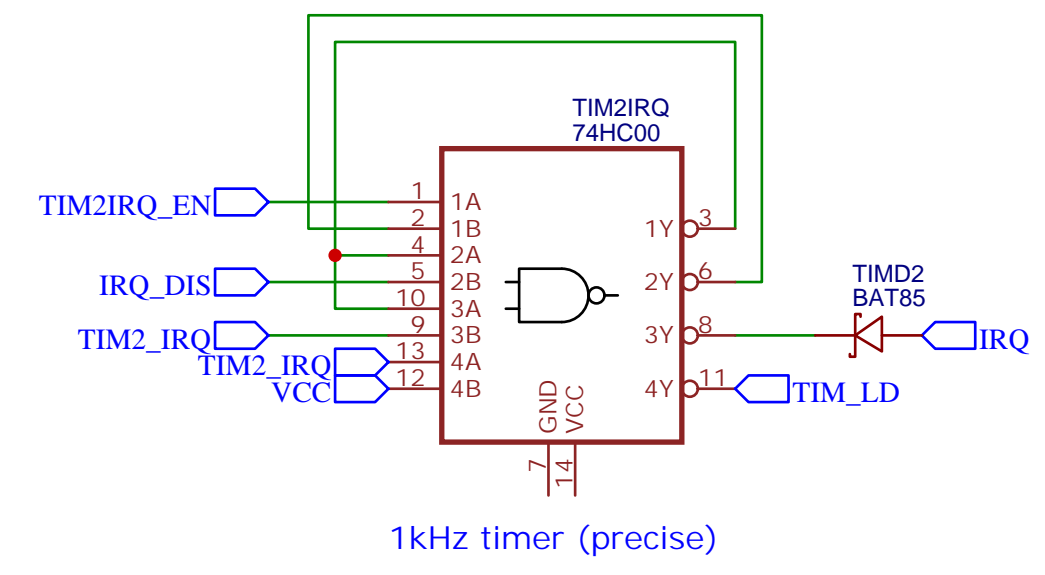 TIM2IRQ
74HC00
TIM2IRQ_EN 1 1A
2 1B 1Y 3
4 2A
IRQ_DIS 5 2B 2Y 6
TIMD2
BAT85
10 3A
TIM2_IRQ 9 3B 3Y 8 IRQ
TIM2_IRQ 13 4A
VCC 12 4B 4Y 11 TIM_LD
GND VCC
7 14
1kHz timer (precise)